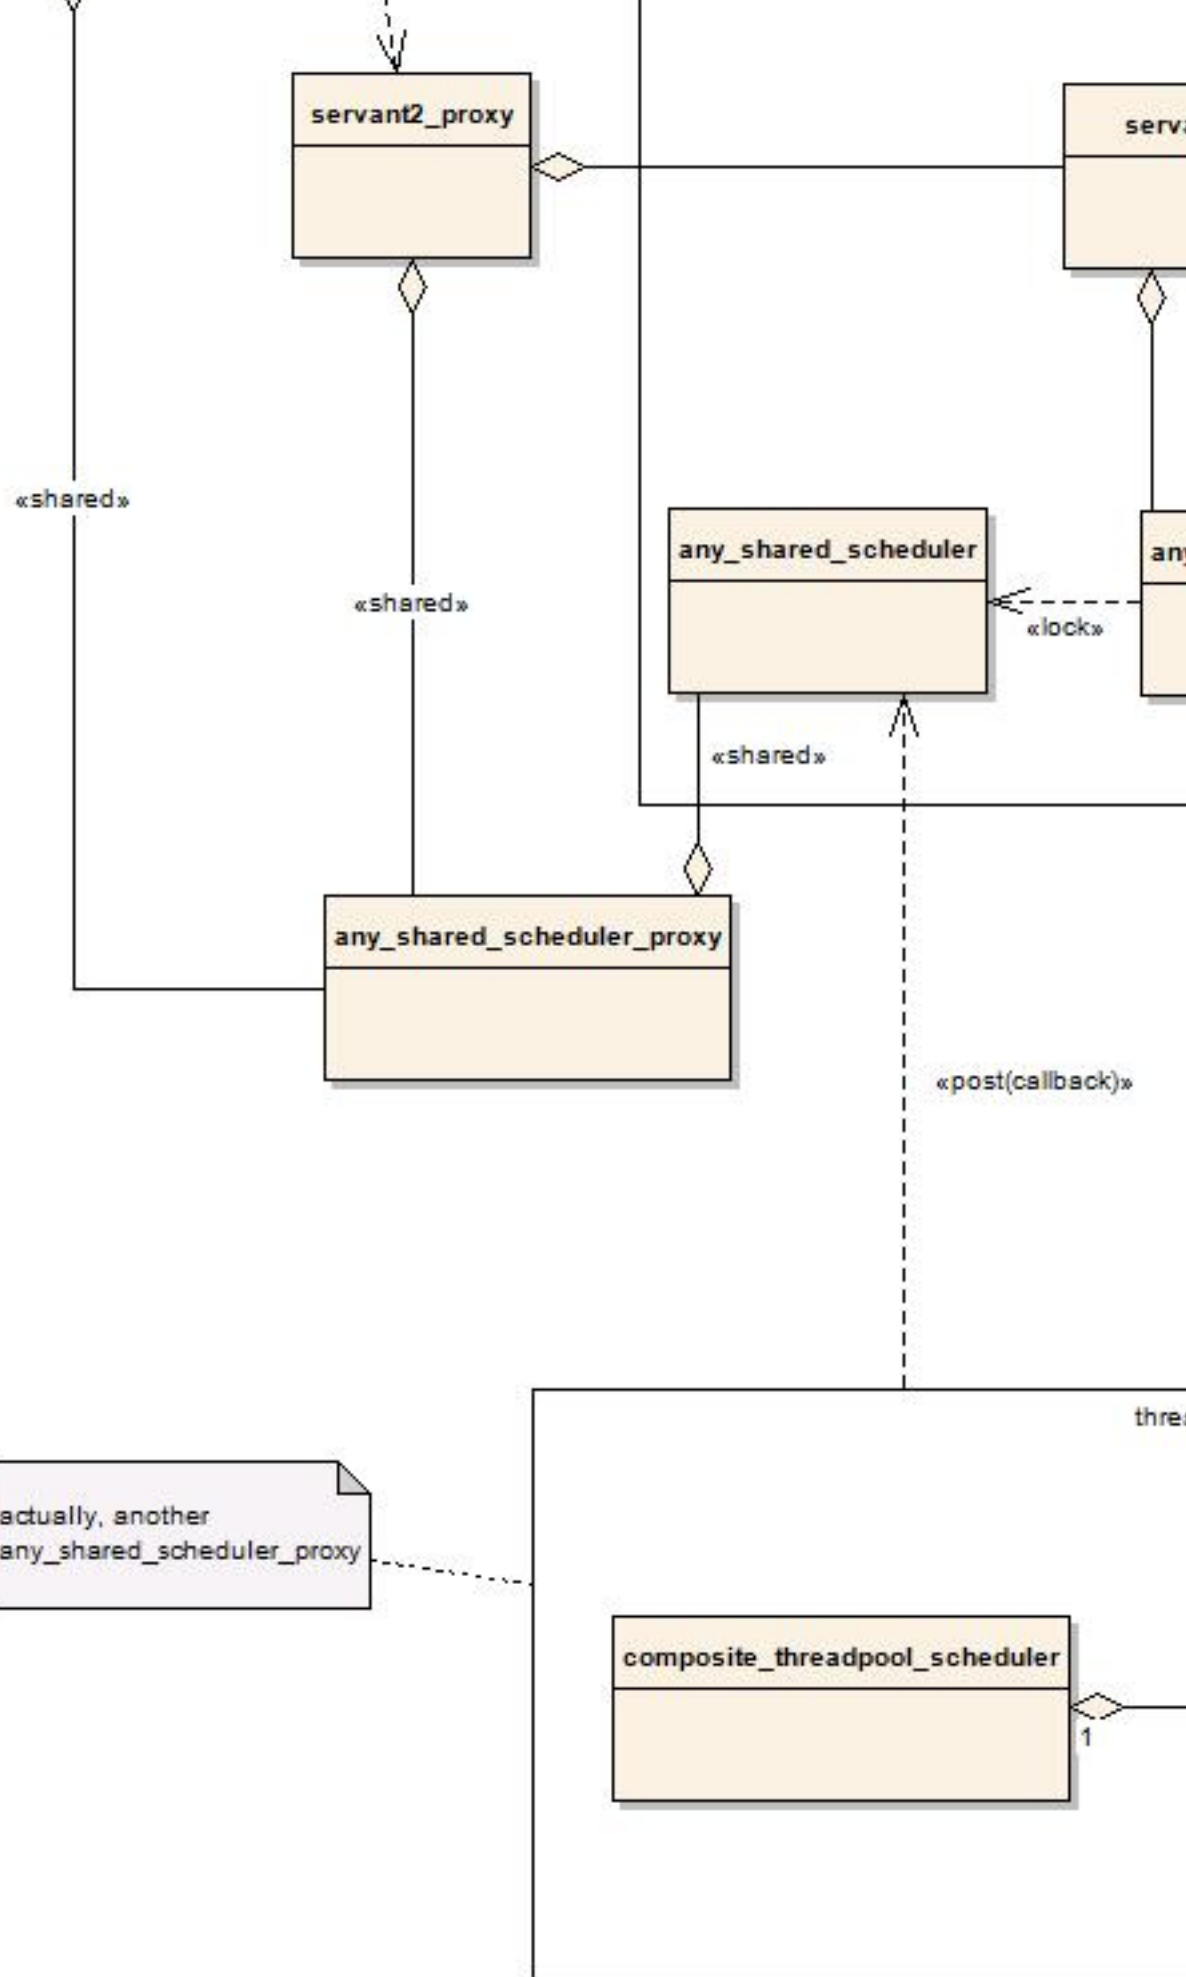 servant2_proxy
«shared»
any_shared_scheduler
«shared»
«lock»
«shared»
any_shared_scheduler_proxy
«post(callback)»
actually, another
any_shared_scheduler_proxy
composite_threadpool_scheduler
1